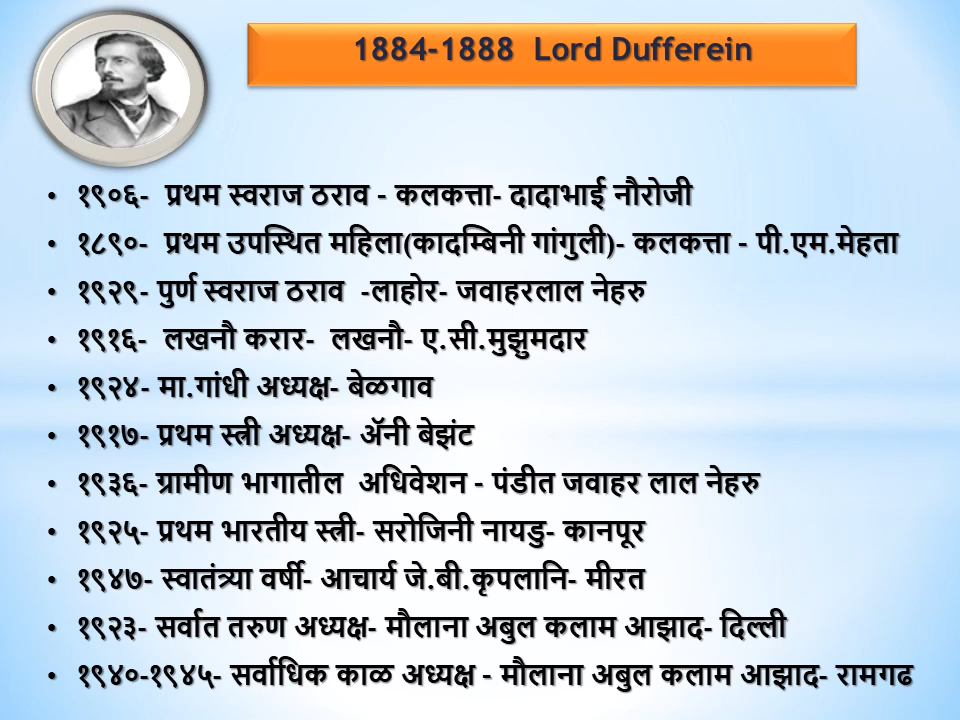 1884-1888 Lord Dufferein
• १९०६- प्रथम स्वराज ठराव - कलकत्ता- दादाभाई नौरोजी
• १८९०- प्रथम उपस्थित महिला(कादम्बिनी गांगुली)- कलकत्ता - पी.एम.मेहता
• १९२९- पुर्ण स्वराज ठराव -लाहोर- जवाहरलाल नेहरु
• १९१६- लखनौ करार- लखनौ- ए.सी.मुझुमदार
• १९२४- मा.गांधी अध्यक्ष- बेळगाव
• १९१७- प्रथम स्त्री अध्यक्ष- ॲनी बेझंट
• १९३६- ग्रामीण भागातील अधिवेशन - पंडीत जवाहर लाल नेहरु
• १९२५- प्रथम भारतीय स्त्री- सरोजिनी नायडु- कानपूर
• १९४७- स्वातंत्र्या वर्षी- आचार्य जे.बी.कृपलानि- मीरत
• १९२३- सर्वात तरुण अध्यक्ष- मौलाना अबुल कलाम आझाद- दिल्ली
• १९४०-१९४५- सर्वाधिक काळ अध्यक्ष - मौलाना अबुल कलाम आझाद- रामगढ